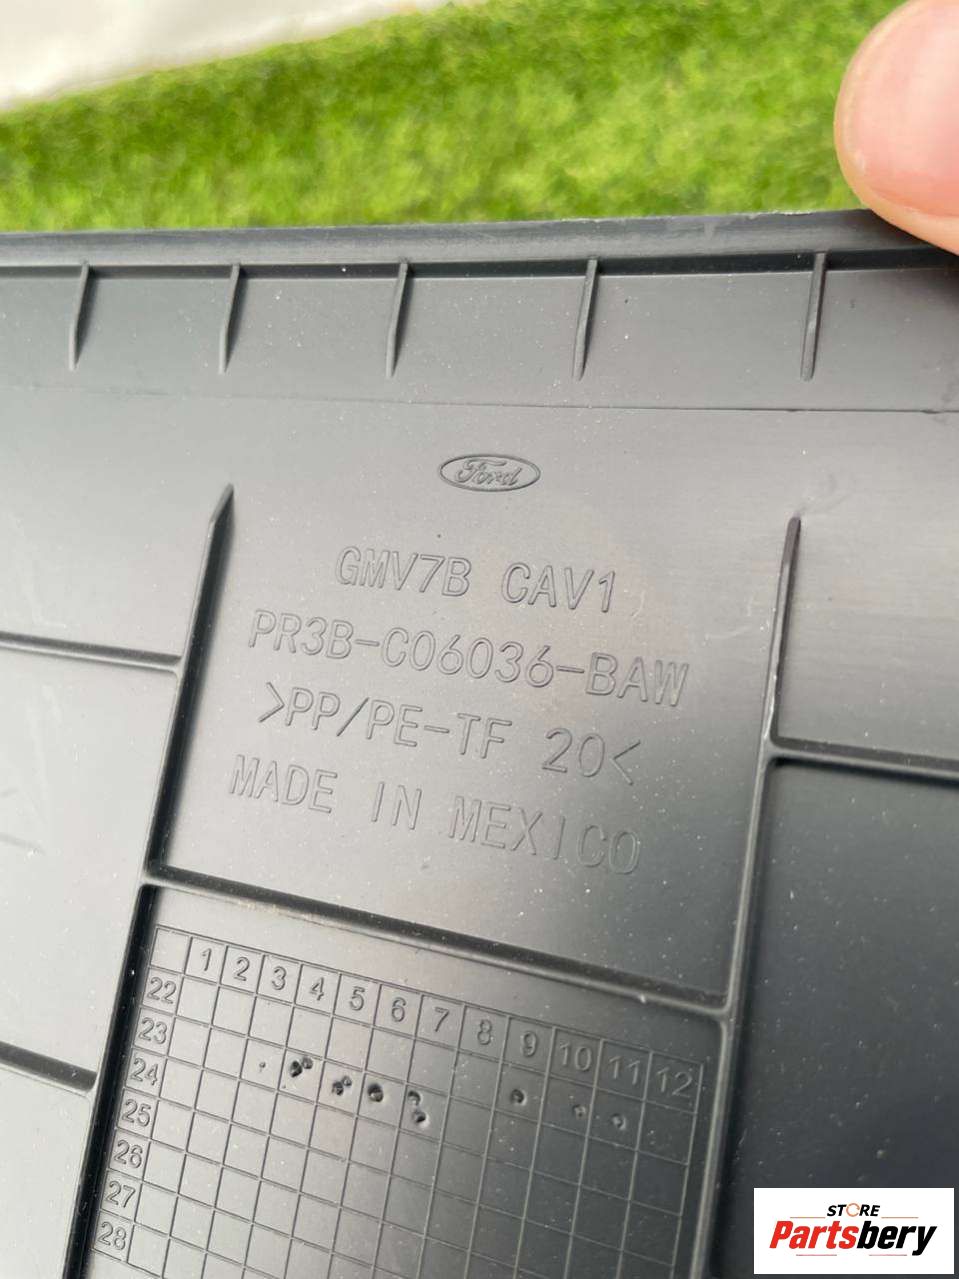 Ford
GMV7B CAV1
PR3B-C06036-BAW
>PP/PE-TF 20<
MADE IN MEXICO
1 2 3 4 5 6 7 8 9 10 11 12
22
23
24
25
26
27
28
STORE
Partsbery